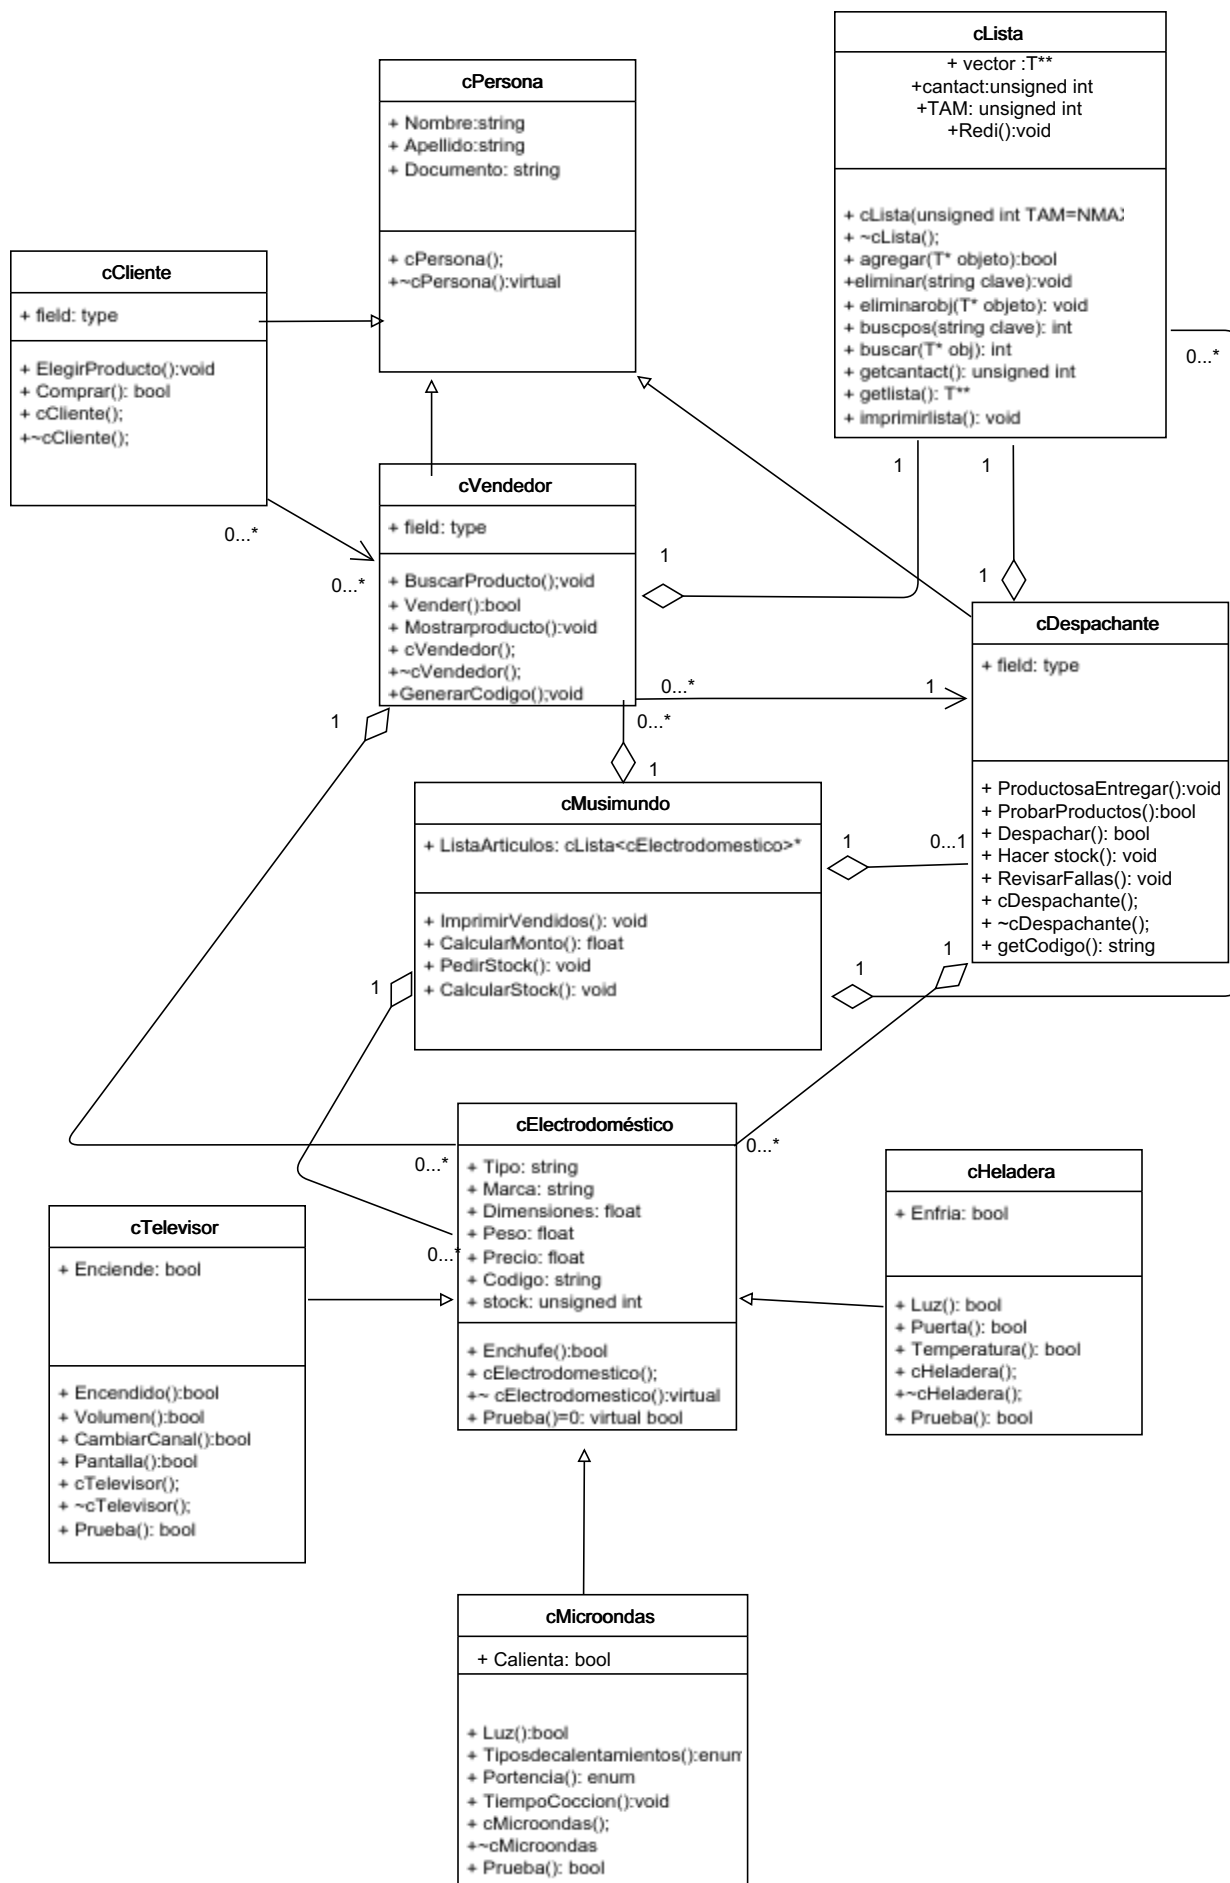 cLista
+ vector :T**
+cantact:unsigned int
+TAM: unsigned int
+Redi():void
+ cLista(unsigned int TAM=NMAX
+ ~cLista();
+ agregar(T* objeto):bool
+eliminar(string clave):void
+ eliminarobj(T* objeto): void
+ buscpos(string clave): int
+ buscar(T* obj): int
+ getcantact(): unsigned int
+ getlista(): T**
+ imprimirlista(): void
0...*
1
1
cPersona
+ Nombre:string
+ Apellido:string
+ Documento: string
+ cPersona();
+~cPersona():virtual
cCliente
+ field: type
+ ElegirProducto():void
+ Comprar(): bool
+ cCliente();
+~cCliente();
0...*
0...*
cVendedor
+ field: type
+ BuscarProducto();void
+ Vender():bool
+ Mostrarproducto():void
+ cVendedor();
+~cVendedor();
+GenerarCodigo();void
1
0...*
1
1
0...*
1
1
cDespachante
+ field: type
+ ProductosaEntregar():void
+ ProbarProductos():bool
+ Despachar(): bool
+ Hacer stock(): void
+ RevisarFallas(): void
+ cDespachante();
+ ~cDespachante();
+ getCodigo(): string
cMusimundo
+ ListaArticulos: cLista<cElectrodomestico>*
+ ImprimirVendidos(): void
+ CalcularMonto(): float
+ PedirStock(): void
+ CalcularStock(): void
1
0...1
1
1
1
cElectrodoméstico
+ Tipo: string
+ Marca: string
+ Dimensiones: float
+ Peso: float
+ Precio: float
+ Codigo: string
+ stock: unsigned int
+ Enchufe():bool
+ cElectrodomestico();
+~ cElectrodomestico():virtual
+ Prueba()=0: virtual bool
0...*
0...*
0...*
cTelevisor
+ Enciende: bool
+ Encendido():bool
+ Volumen():bool
+ CambiarCanal():bool
+ Pantalla():bool
+ cTelevisor();
+ ~cTelevisor();
+ Prueba(): bool
cHeladera
+ Enfria: bool
+ Luz(): bool
+ Puerta(): bool
+ Temperatura(): bool
+ cHeladera();
+~cHeladera();
+ Prueba(): bool
cMicroondas
+ Calienta: bool
+ Luz():bool
+ Tiposdecalentamientos():enum
+ Portencia(): enum
+ TiempoCoccion():void
+ cMicroondas();
+~cMicroondas
+ Prueba(): bool